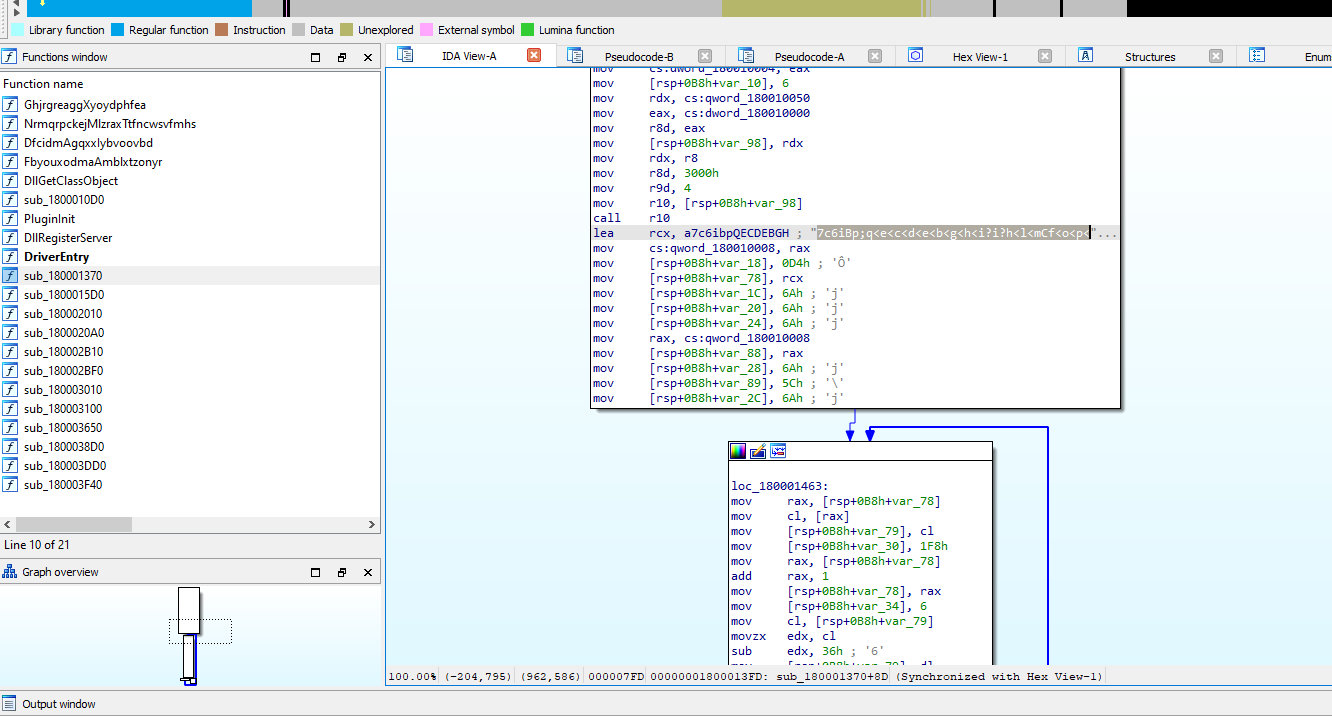 Library function Regular function Instruction Data Unexplored External symbol Lumina function
Functions window
IDA View-A Pseudocode-B Pseudocode-A Hex View-1 Structures Enum
Function name
GhjrgreaggXyoydphfea
NrmqrpckejMlzraxTtfncwsvfmhs
DfcidmAgqxxlybvoovbd
FbyouxodmaAmblxtzonyr
DllGetClassObject
sub_1800010D0
PluginInit
DllRegisterServer
DriverEntry
sub_180001370
sub_1800015D0
sub_180002010
sub_1800020A0
sub_180002B10
sub_180002BF0
sub_180003010
sub_180003100
sub_180003650
sub_1800038D0
sub_180003DD0
sub_180003F40
Line 10 of 21
Graph overview
mov cs:dword_180010004, eax
mov [rsp+0B8h+var_10], 6
mov rdx, cs:qword_180010050
mov eax, cs:dword_180010000
mov r8d, eax
mov [rsp+0B8h+var_98], rdx
mov rdx, r8
mov r8d, 3000h
mov r9d, 4
mov r10, [rsp+0B8h+var_98]
call r10
lea rcx, a7c6ibpQECDEBGH ; "7c6iBp;q<e<c<d<e<b<g<h<i?i?h<l<mCf<o<p<"...
mov cs:qword_180010008, rax
mov [rsp+0B8h+var_18], 0D4h ; 'Ô'
mov [rsp+0B8h+var_78], rcx
mov [rsp+0B8h+var_1C], 6Ah ; 'j'
mov [rsp+0B8h+var_20], 6Ah ; 'j'
mov [rsp+0B8h+var_24], 6Ah ; 'j'
mov rax, cs:qword_180010008
mov [rsp+0B8h+var_88], rax
mov [rsp+0B8h+var_28], 6Ah ; 'j'
mov [rsp+0B8h+var_89], 5Ch ; '\'
mov [rsp+0B8h+var_2C], 6Ah ; 'j'
loc_180001463:
mov rax, [rsp+0B8h+var_78]
mov cl, [rax]
mov [rsp+0B8h+var_79], cl
mov [rsp+0B8h+var_30], 1F8h
mov rax, [rsp+0B8h+var_78]
add rax, 1
mov [rsp+0B8h+var_78], rax
mov [rsp+0B8h+var_34], 6
mov cl, [rsp+0B8h+var_79]
movzx edx, cl
sub edx, 36h ; '6'
mov [rsp+0B8h+var_79], dl
100.00% (-204,795) (962,586) 000007FD 00000001800013FD: sub_180001370+8D (Synchronized with Hex View-1)
Output window